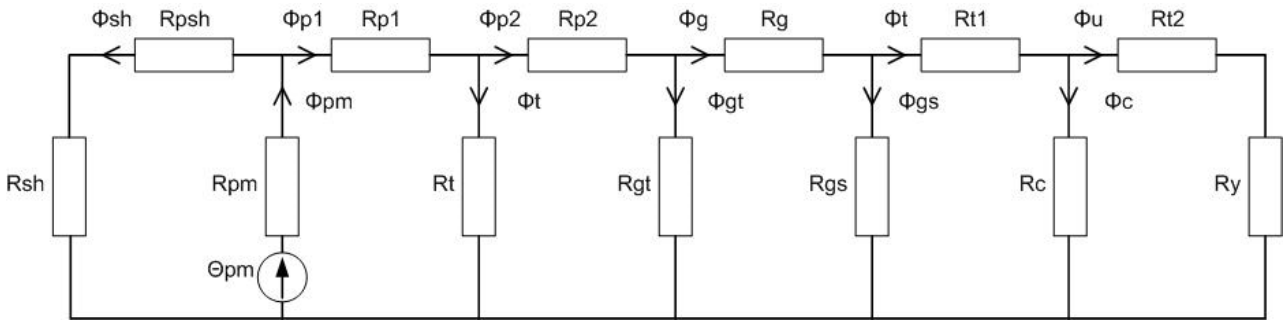 Φsh Rpsh Φp1 Rp1 Φp2 Rp2 Φg Rg Φt Rt1 Φu Rt2
Φpm Φt Φgt Φgs Φc
Rsh Rpm Rt Rgt Rgs Rc Ry
Θpm